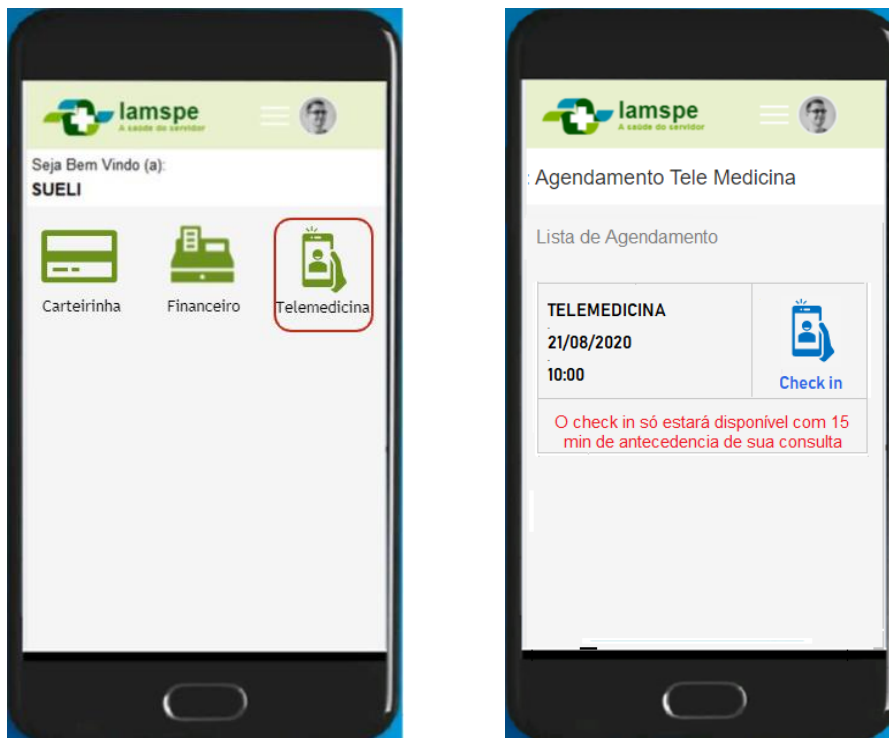 Iamspe
A saúde do servidor
Seja Bem Vindo (a):
SUELI
Carteirinha
Financeiro
Telemedicina
Iamspe
A saúde do servidor
: Agendamento Tele Medicina
Lista de Agendamento
TELEMEDICINA
21/08/2020
10:00
Check in
O check in só estará disponível com 15
min de antecedencia de sua consulta